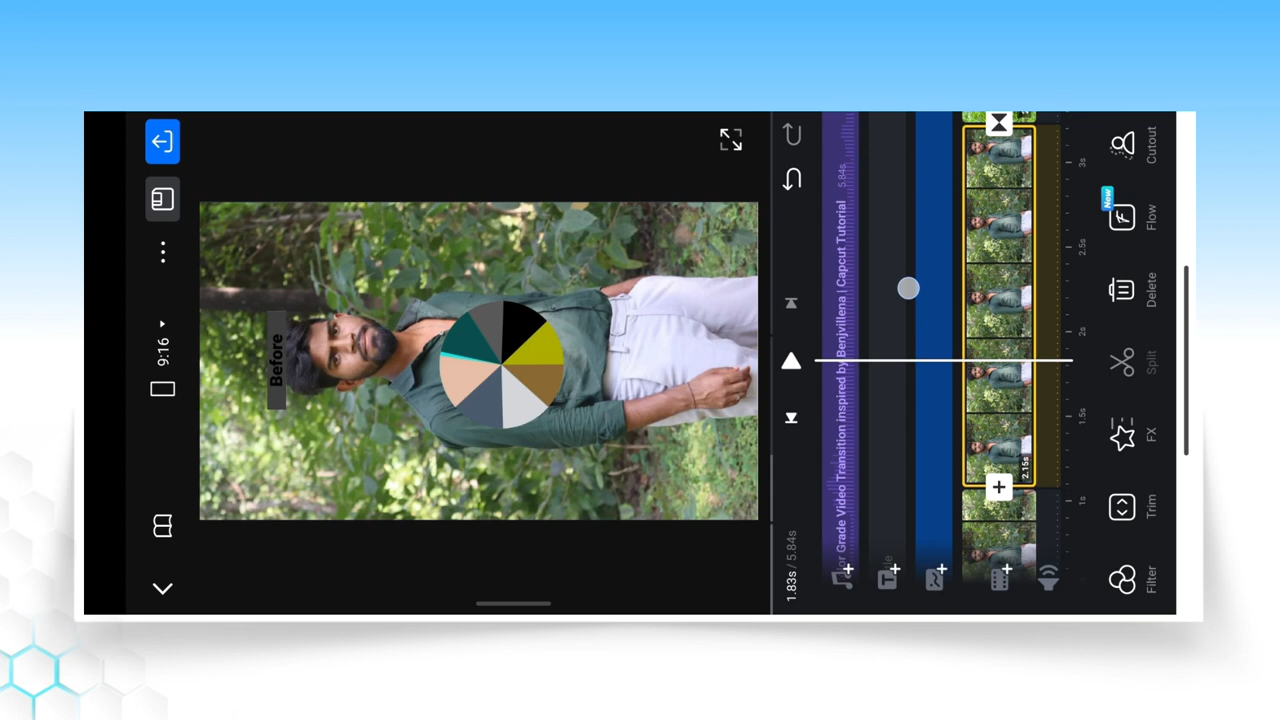 9:16
Before
1.83s / 5.84s
or Grade Video Transition inspired by Benjvillena | Capcut Tutorial 5.84s
2.15s
1s
1.5s
2s
2.5s
3s
Filter
Trim
FX
Split
Delete
Flow
New
Cutout